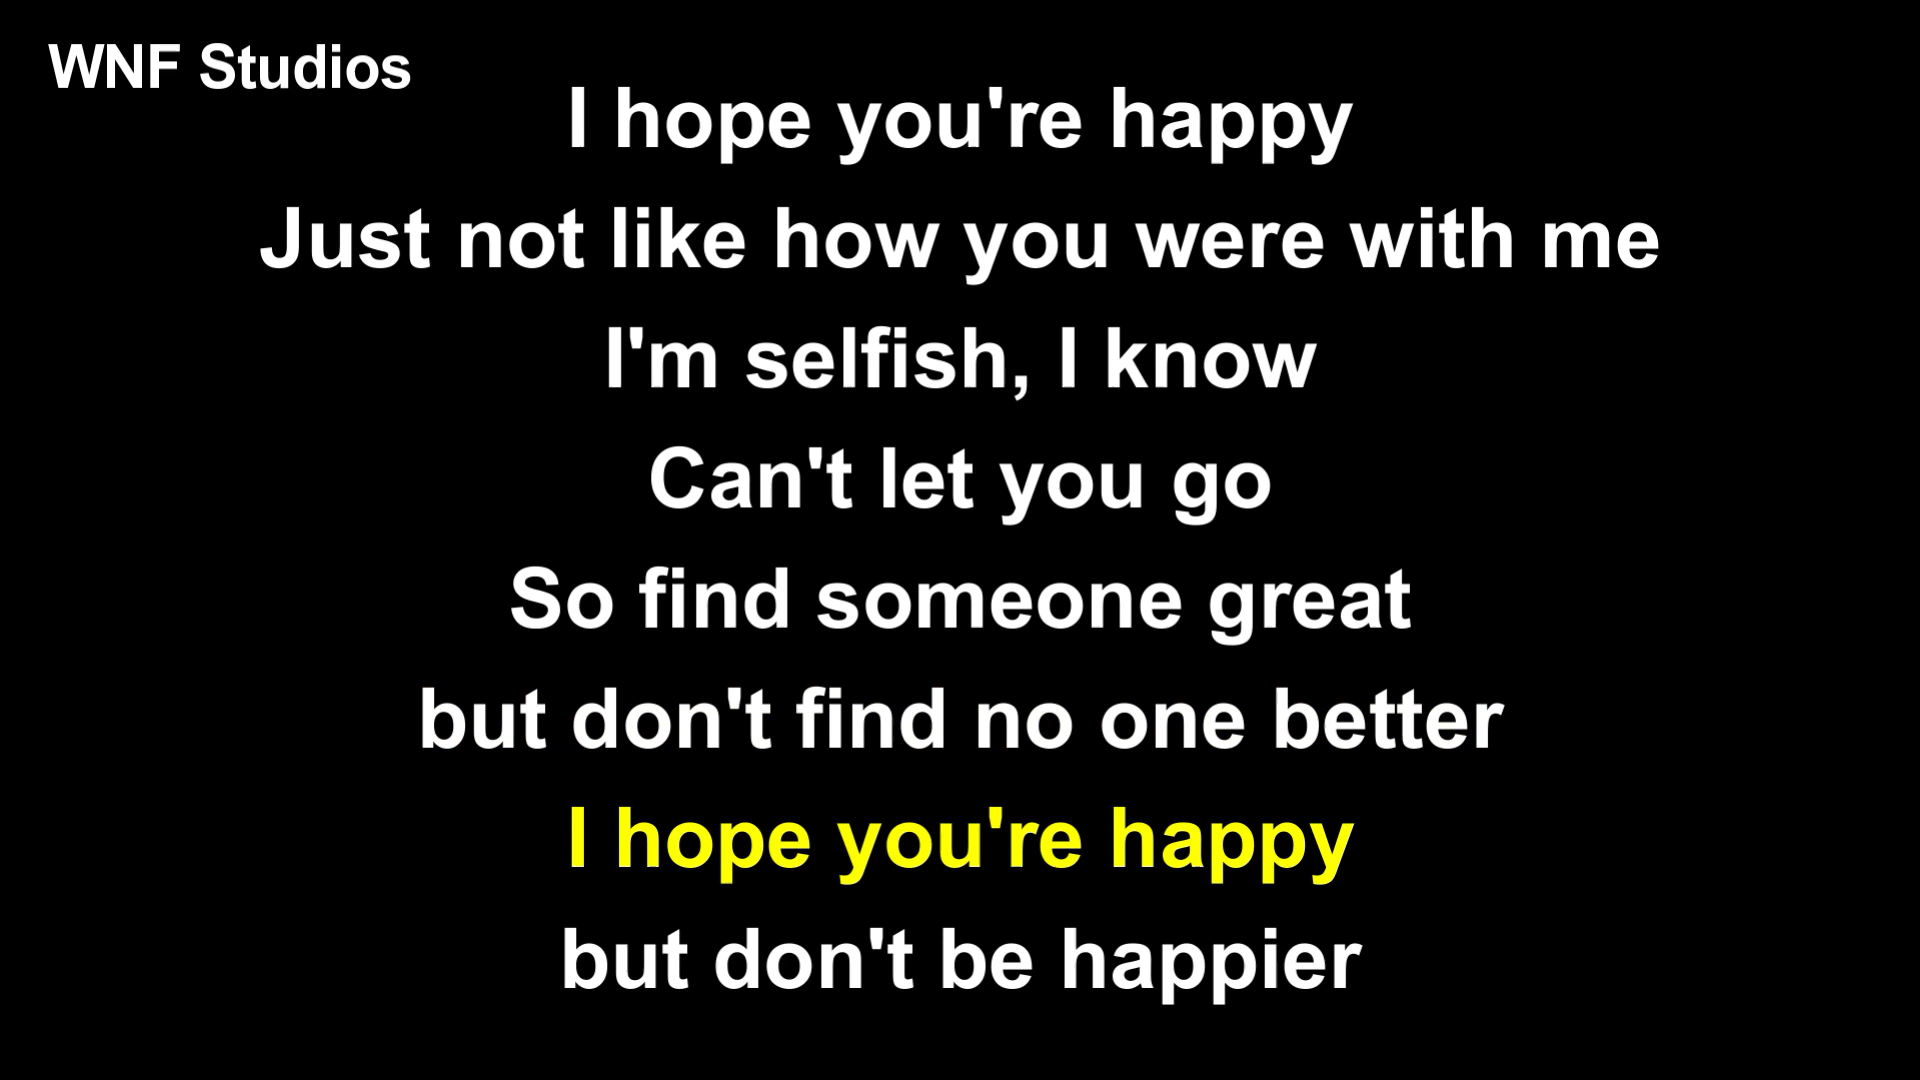 WNF Studios
I hope you're happy
Just not like how you were with me
I'm selfish, I know
Can't let you go
So find someone great
but don't find no one better
I hope you're happy
but don't be happier